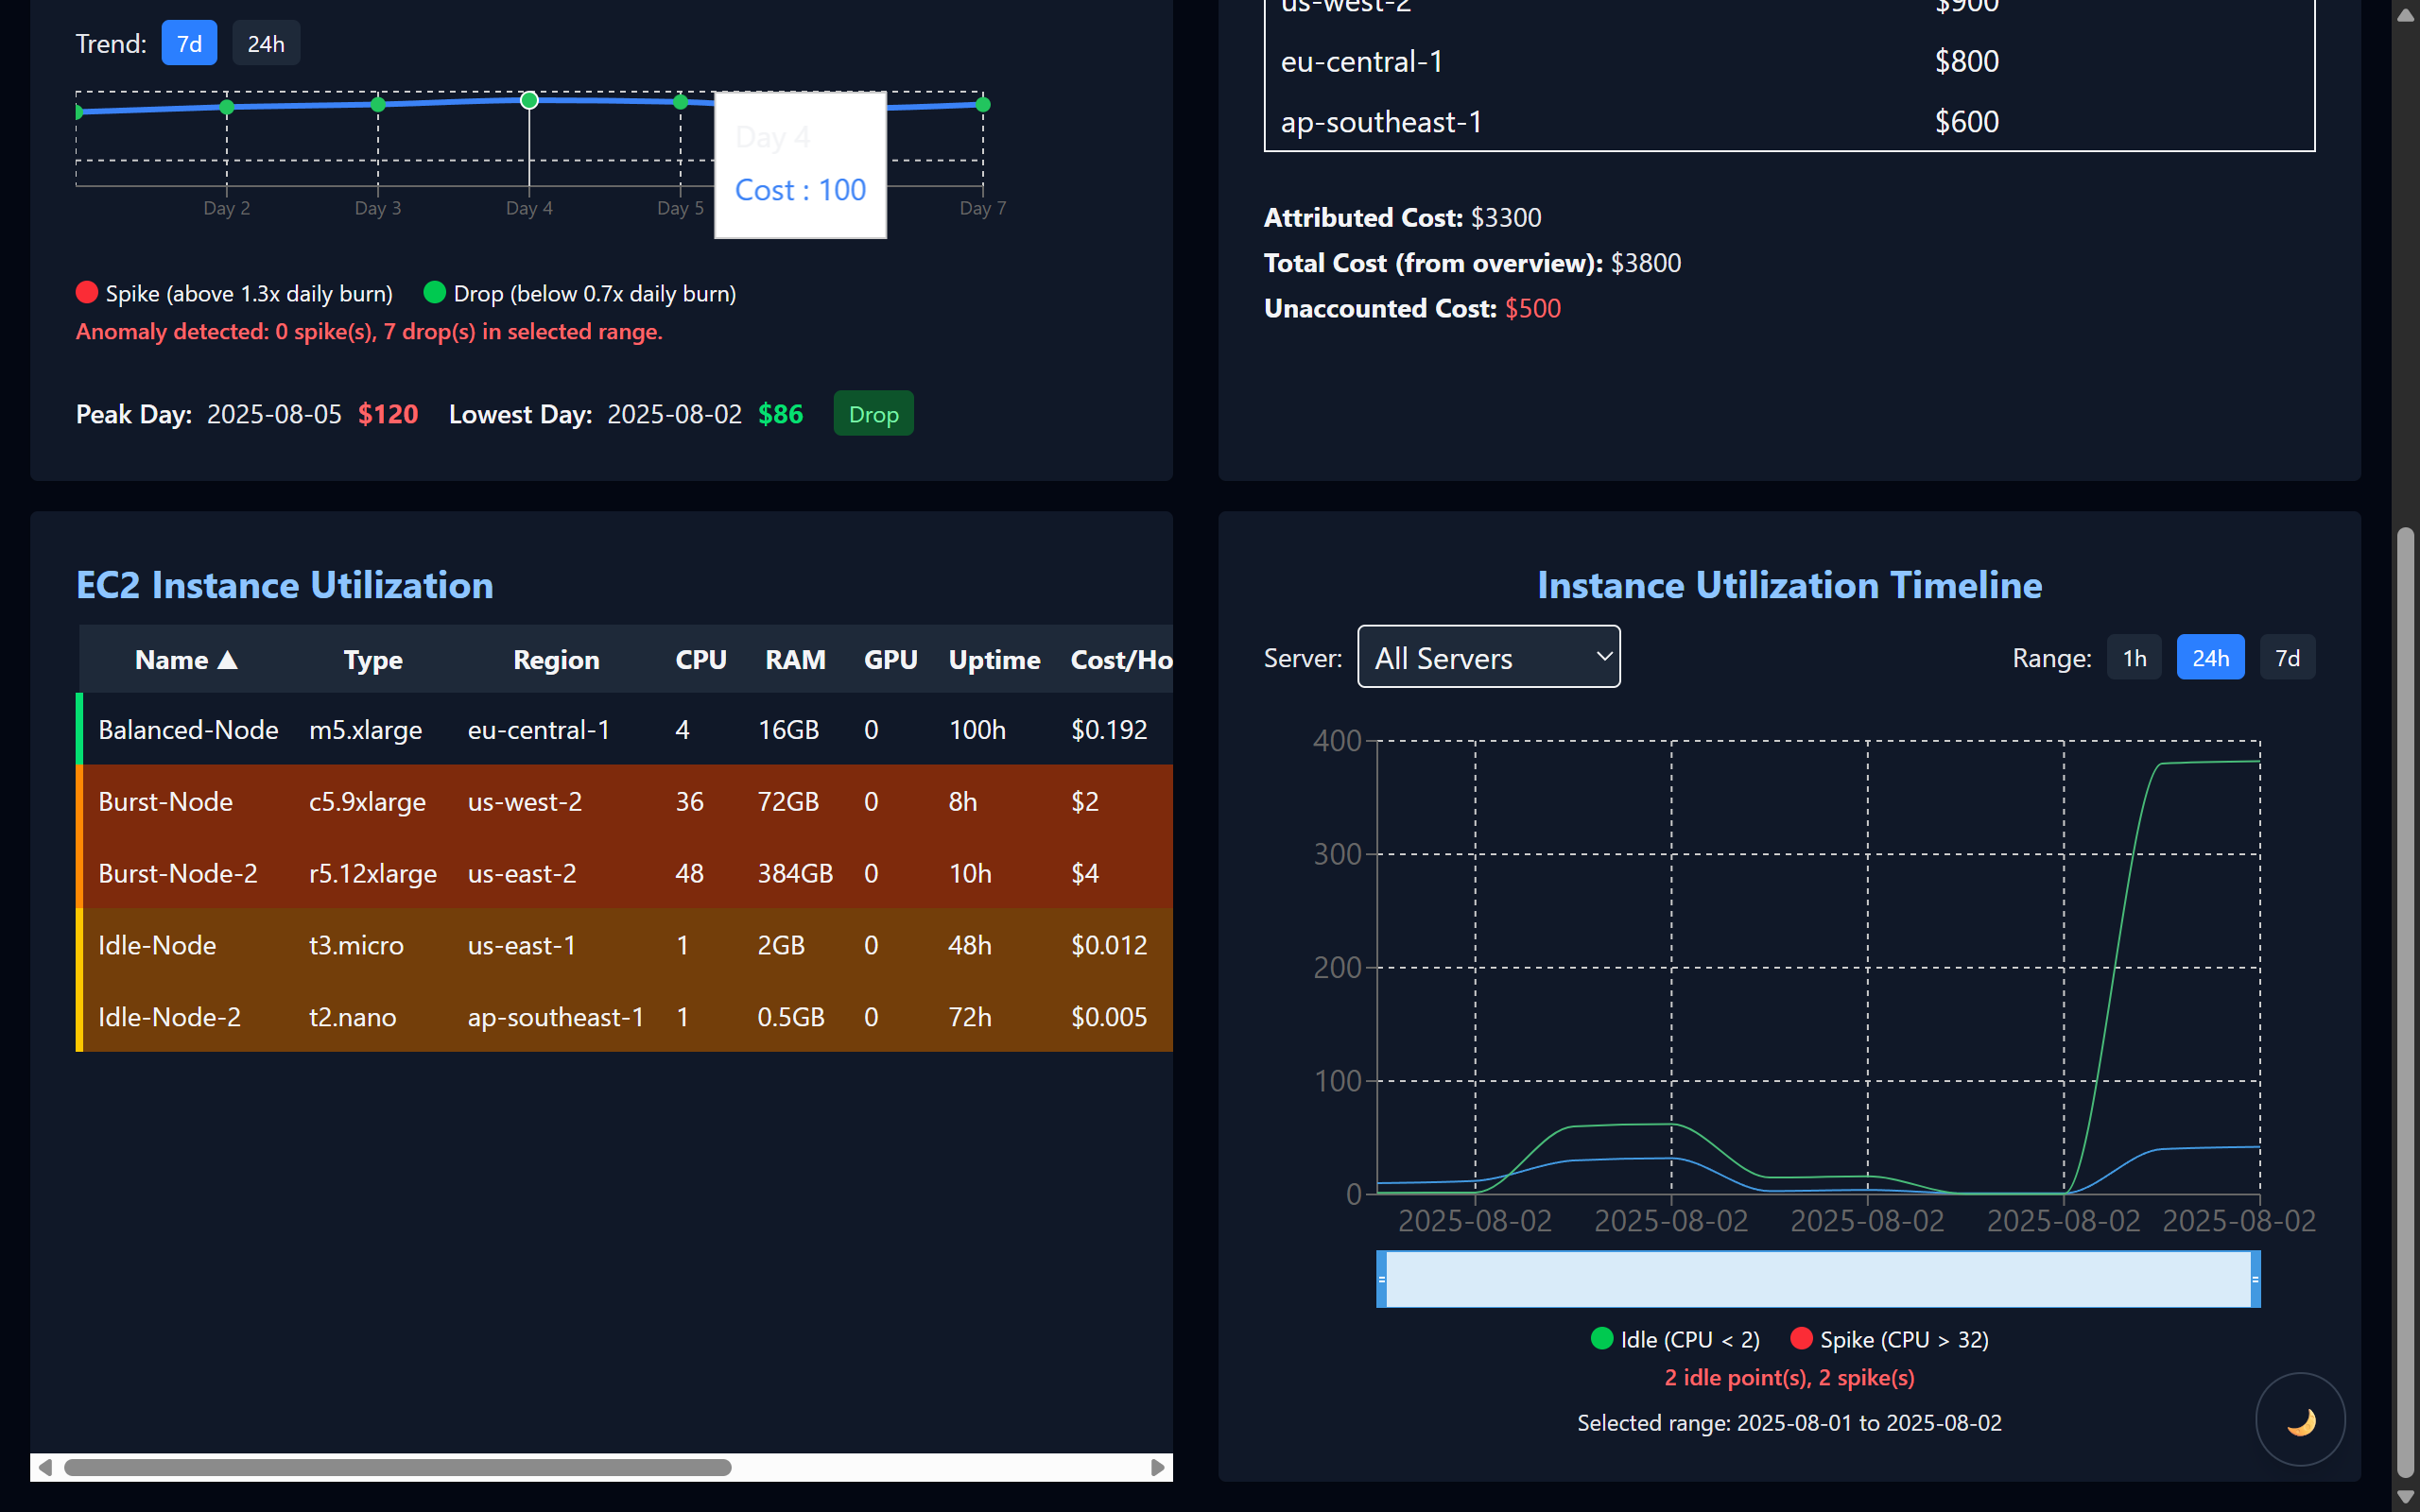 Trend: 7d 24h
Day 4
Cost : 100
Day 2 Day 3 Day 4 Day 5 Day 7
Spike (above 1.3x daily burn) Drop (below 0.7x daily burn)
Anomaly detected: 0 spike(s), 7 drop(s) in selected range.
Peak Day: 2025-08-05 $120 Lowest Day: 2025-08-02 $86 Drop
us-west-2 $900
eu-central-1 $800
ap-southeast-1 $600
Attributed Cost: $3300
Total Cost (from overview): $3800
Unaccounted Cost: $500
EC2 Instance Utilization
Name ▲ Type Region CPU RAM GPU Uptime Cost/Ho
Balanced-Node m5.xlarge eu-central-1 4 16GB 0 100h $0.192
Burst-Node c5.9xlarge us-west-2 36 72GB 0 8h $2
Burst-Node-2 r5.12xlarge us-east-2 48 384GB 0 10h $4
Idle-Node t3.micro us-east-1 1 2GB 0 48h $0.012
Idle-Node-2 t2.nano ap-southeast-1 1 0.5GB 0 72h $0.005
Instance Utilization Timeline
Server: All Servers Range: 1h 24h 7d
400
300
200
100
0
2025-08-02 2025-08-02 2025-08-02 2025-08-02 2025-08-02
Idle (CPU < 2) Spike (CPU > 32)
2 idle point(s), 2 spike(s)
Selected range: 2025-08-01 to 2025-08-02